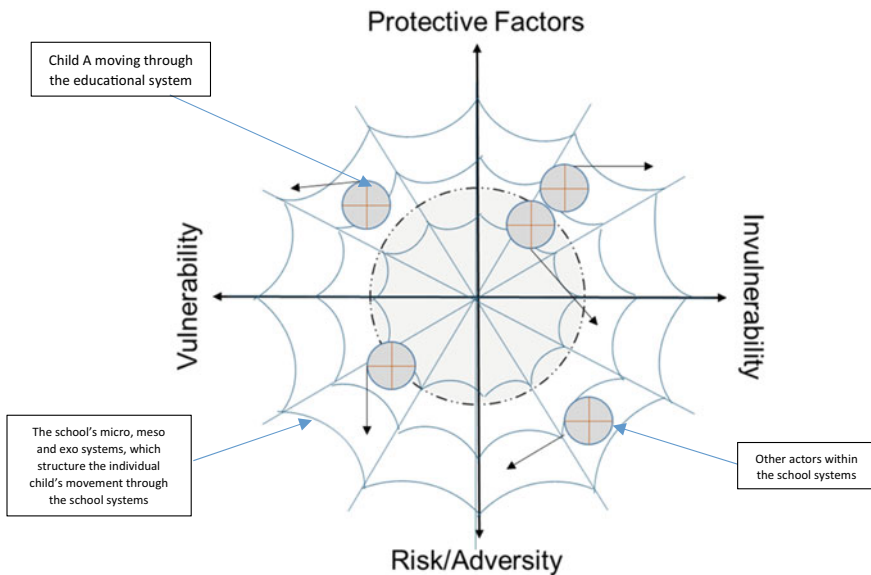 Protective Factors
Child A moving through
the educational system
Vulnerability
Invulnerability
The school's micro, meso
and exo systems, which
structure the individual
child's movement through
the school systems
Other actors within
the school systems
Risk/Adversity